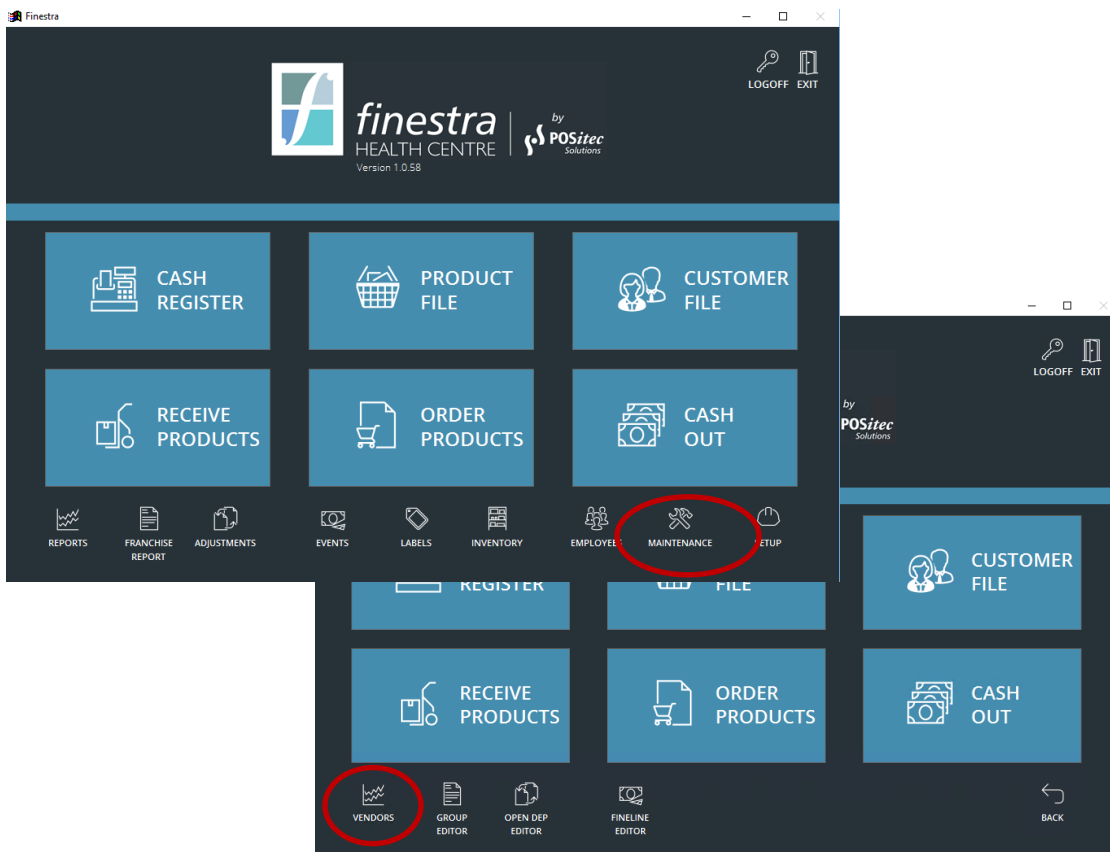 Finestra
LOGOFF EXIT
finestra
HEALTH CENTRE
Version 1.0.58
by
POSitec
Solutions
CASH
REGISTER
PRODUCT
FILE
CUSTOMER
FILE
RECEIVE
PRODUCTS
ORDER
PRODUCTS
CASH
OUT
REPORTS
FRANCHISE
REPORT
ADJUSTMENTS
EVENTS
LABELS
INVENTORY
EMPLOYEE
MAINTENANCE
SETUP
LOGOFF EXIT
by
POSitec
Solutions
REGISTER
FILE
CUSTOMER
FILE
RECEIVE
PRODUCTS
ORDER
PRODUCTS
CASH
OUT
VENDORS
GROUP
EDITOR
OPEN DEP
EDITOR
FINELINE
EDITOR
BACK